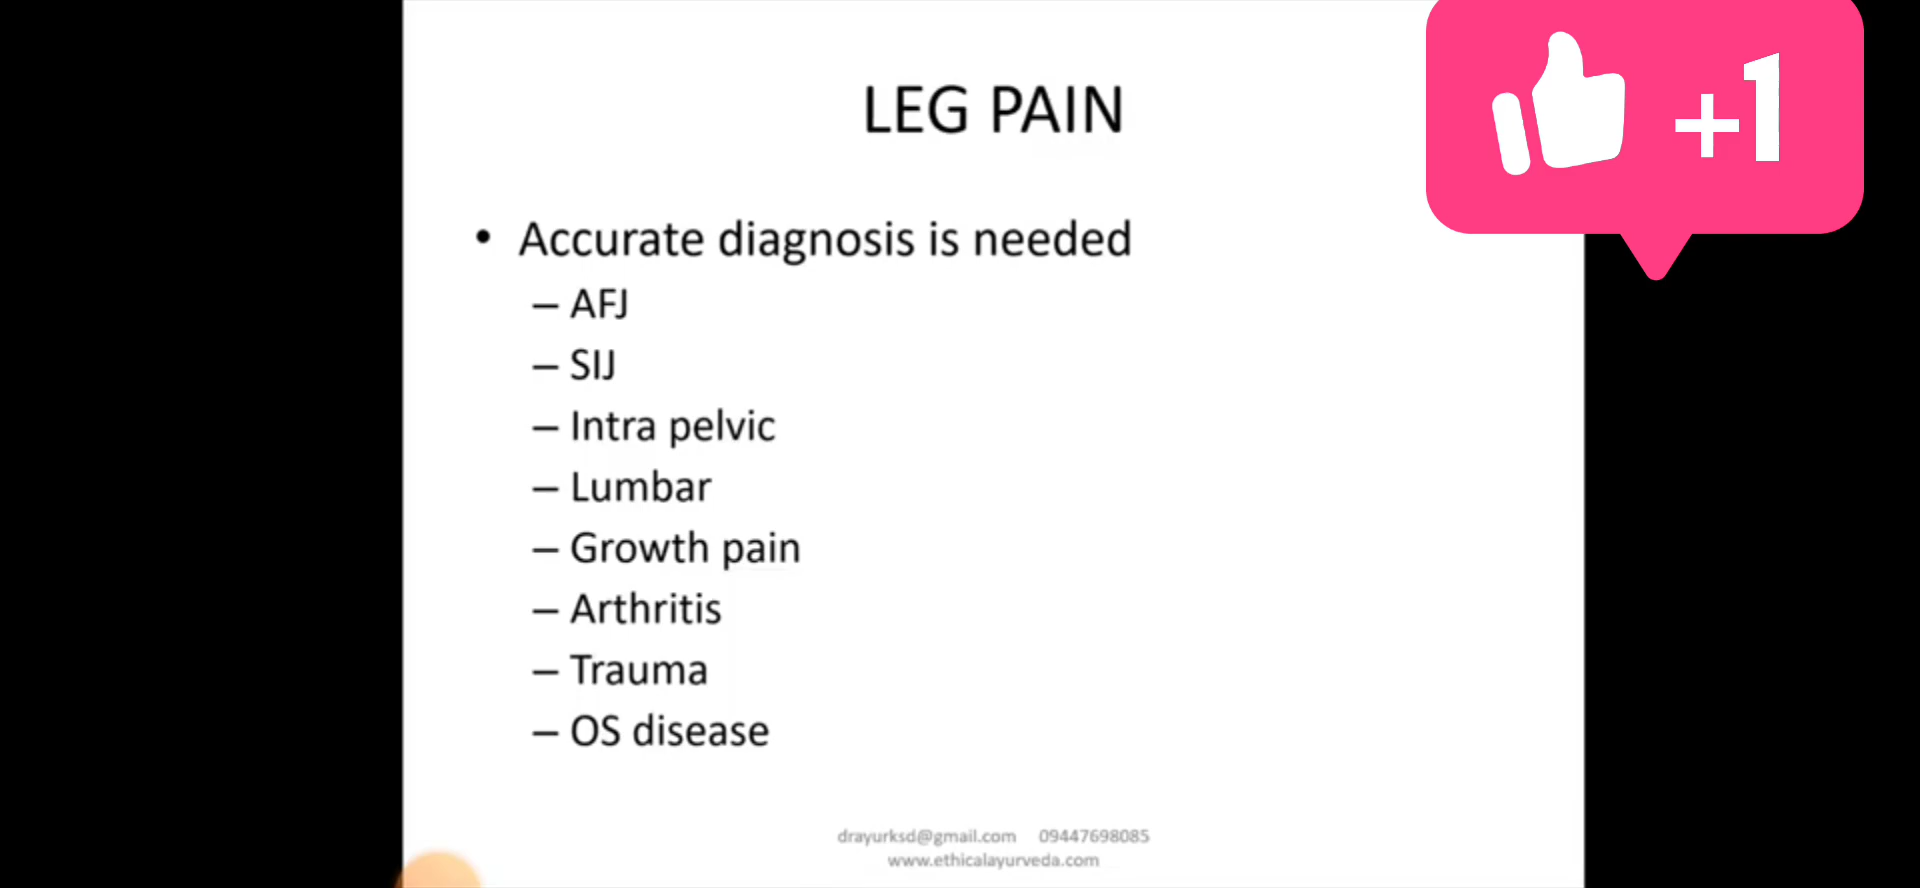 LEG PAIN
+1
• Accurate diagnosis is needed
– AFJ
– SIJ
– Intra pelvic
– Lumbar
– Growth pain
– Arthritis
– Trauma
– OS disease
drayurksd@gmail.com 09447698085
www.ethicalayurveda.com